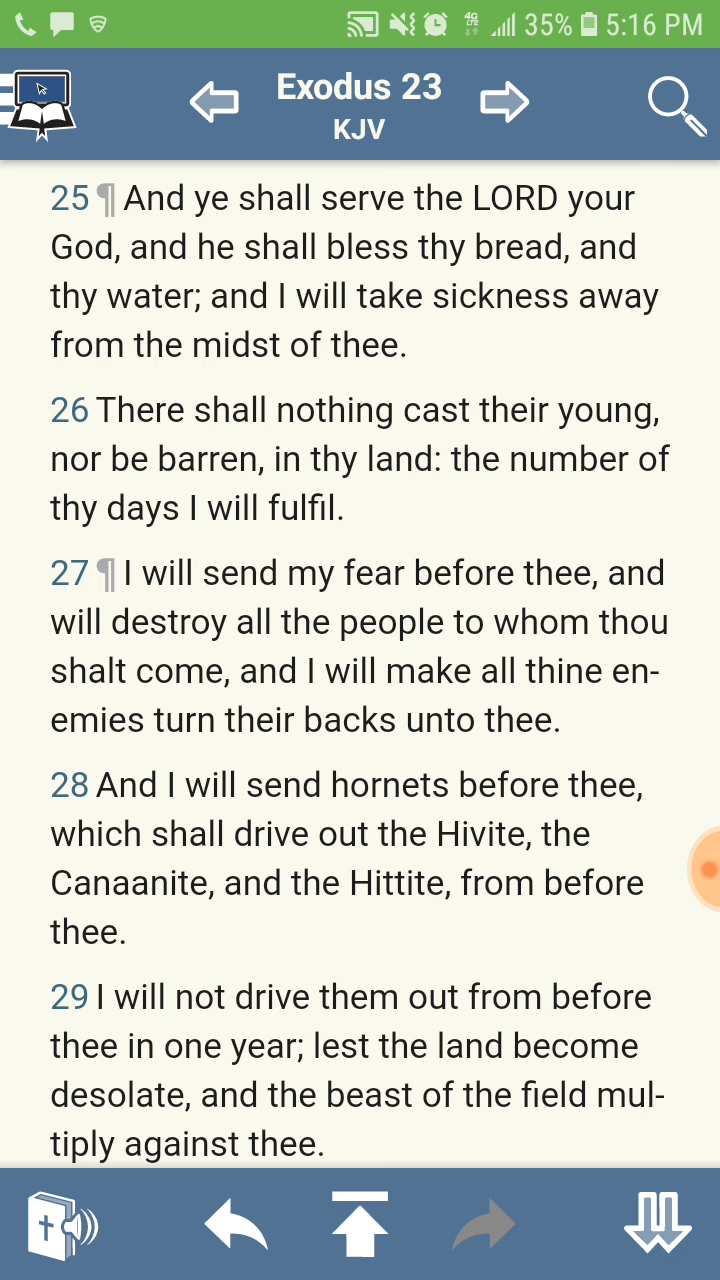 4G
LTE
35%
5:16 PM
Exodus 23
KJV
25 ¶ And ye shall serve the LORD your
God, and he shall bless thy bread, and
thy water; and I will take sickness away
from the midst of thee.
26 There shall nothing cast their young,
nor be barren, in thy land: the number of
thy days I will fulfil.
27 ¶ I will send my fear before thee, and
will destroy all the people to whom thou
shalt come, and I will make all thine en-
emies turn their backs unto thee.
28 And I will send hornets before thee,
which shall drive out the Hivite, the
Canaanite, and the Hittite, from before
thee.
29 I will not drive them out from before
thee in one year; lest the land become
desolate, and the beast of the field mul-
tiply against thee.